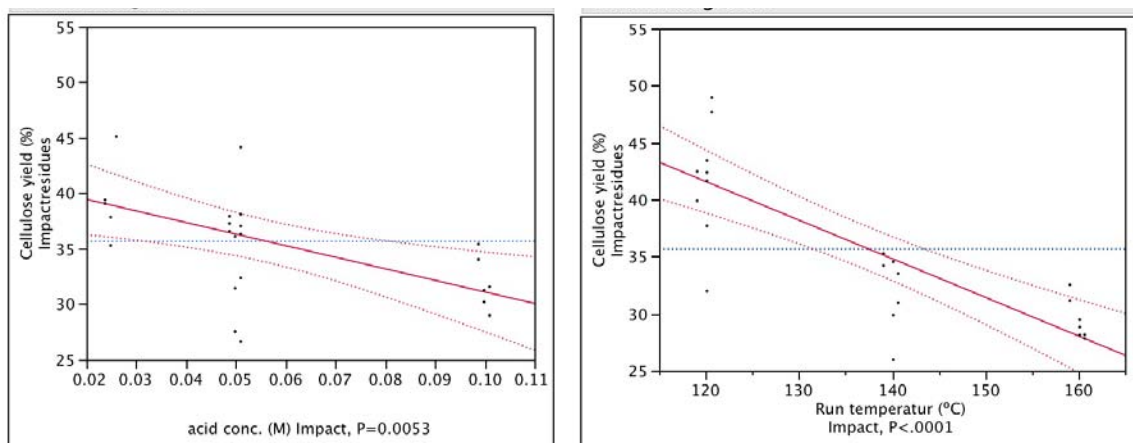 55
50
45
40
35
30
25
Cellulose yield (%)
Impactresidues
0.02 0.03 0.04 0.05 0.06 0.07 0.08 0.09 0.10 0.11
acid conc. (M) Impact, P=0.0053
55
50
45
40
35
30
25
Cellulose yield (%)
Impactresidues
120 130 140 150 160
Run temperatur (ºC)
Impact, P<.0001